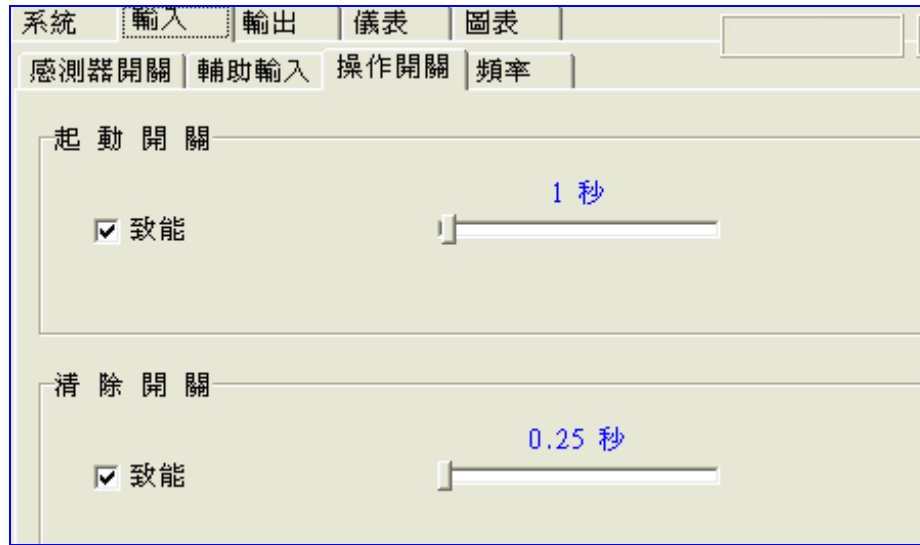 系統 輸入 輸出 儀表 圖表
感測器開關 輔助輸入 操作開關 頻率
起動開關
1 秒
致能
清除開關
0.25 秒
致能